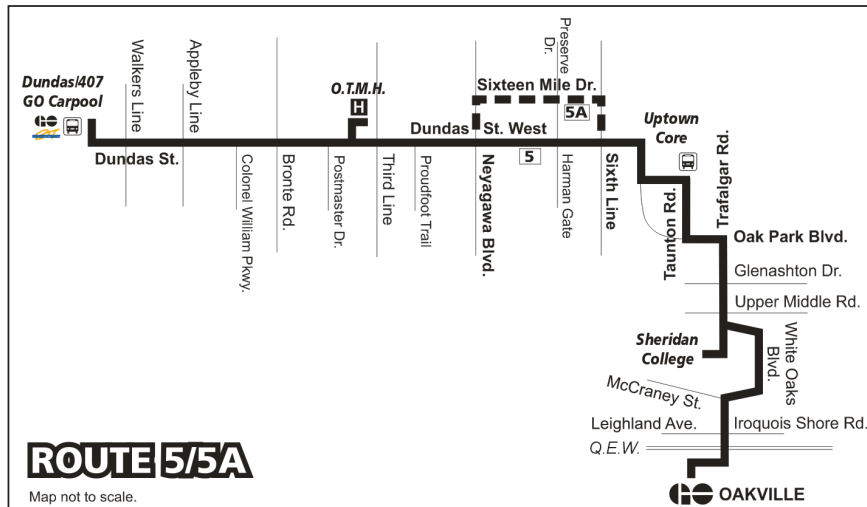 Dundas/407
GO Carpool
GO
Walkers Line
Appleby Line
O.T.M.H.
H
Preserve
Dr.
Sixteen Mile Dr.
5A
Dundas St. West
5
Uptown
Core
Trafalgar Rd.
Dundas St.
Colonel William Pkwy.
Bronte Rd.
Postmaster Dr.
Third Line
Proudfoot Trail
Neyagawa Blvd.
Harman Gate
Sixth Line
Taunton Rd.
Oak Park Blvd.
Glenashton Dr.
Upper Middle Rd.
Sheridan
College
White Oaks
Blvd.
McCraney St.
Leighland Ave.
Iroquois Shore Rd.
Q.E.W.
GO OAKVILLE
ROUTE 5/5A
Map not to scale.